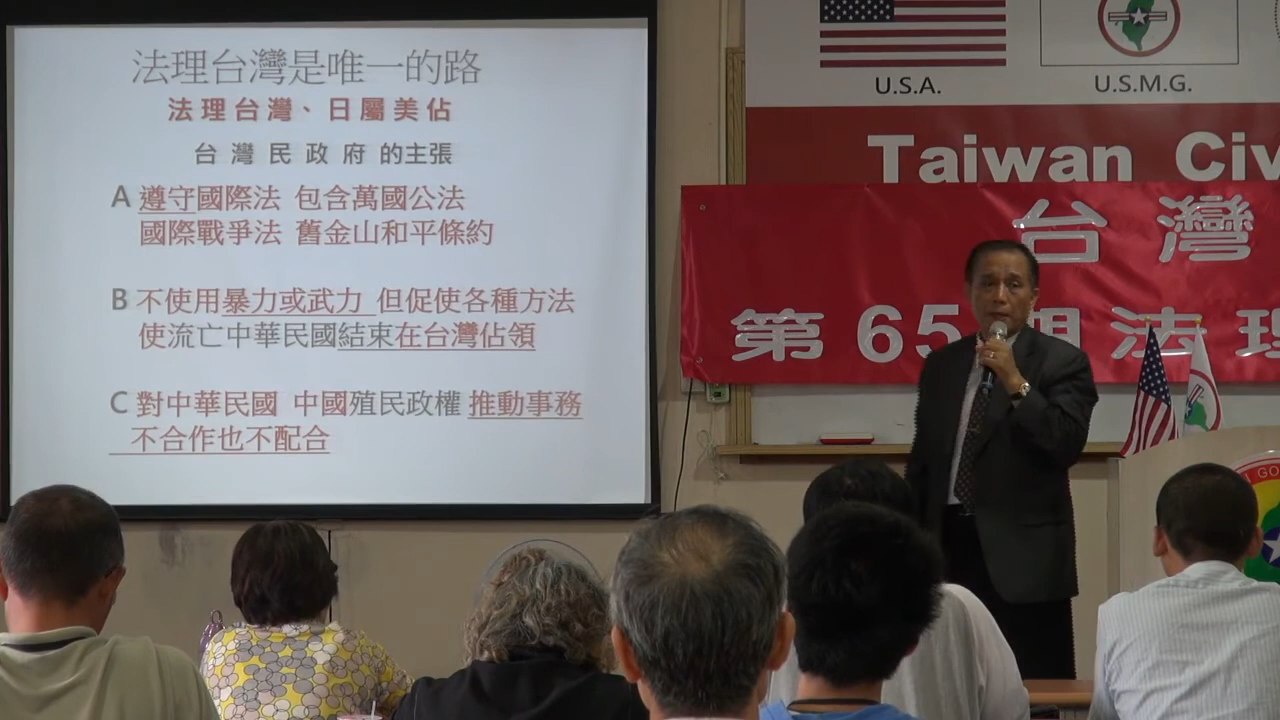 法理台灣是唯一的路
法理台灣、日屬美佔
台灣民政府 的主張
A 遵守國際法 包含萬國公法
國際戰爭法 舊金山和平條約
B 不使用暴力或武力 但促使各種方法
使流亡中華民國結束在台灣佔領
C 對中華民國 中國殖民政權 推動事務
不合作也不配合
U.S.A.
U.S.M.G.
Taiwan Civ
台灣
第65期法理
GO